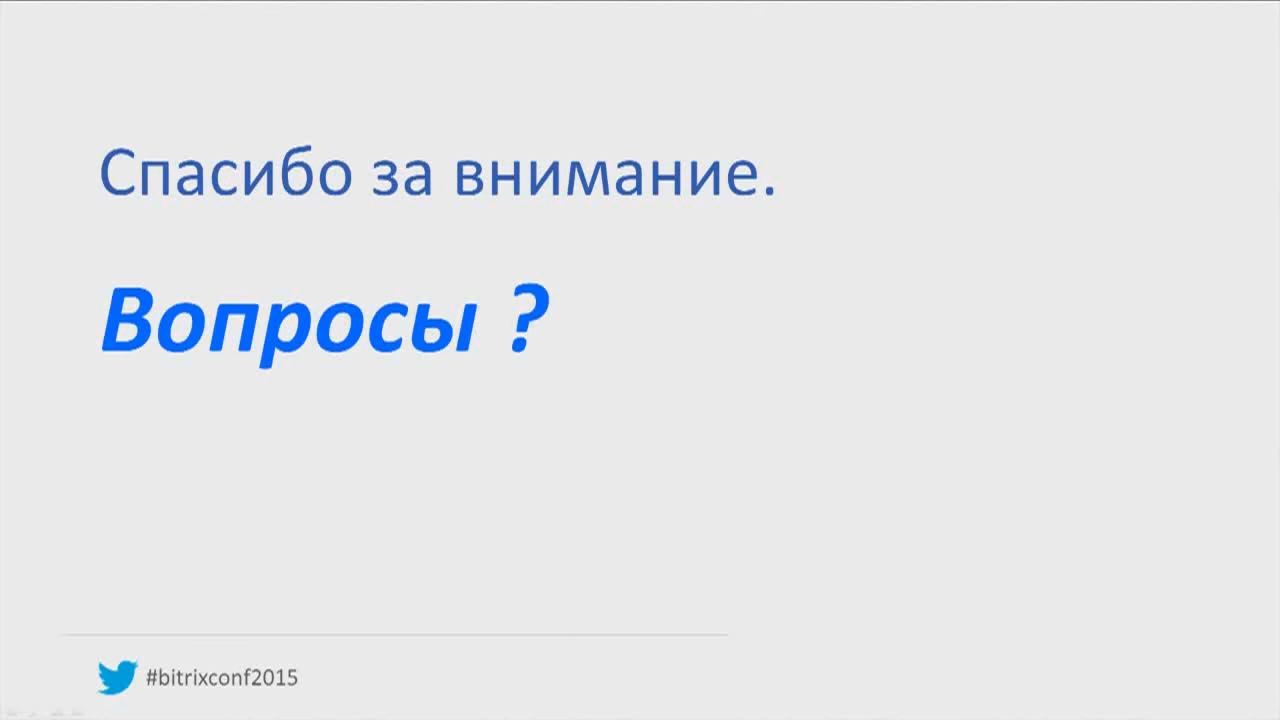 Спасибо за внимание.
Вопросы ?
#bitrixconf2015